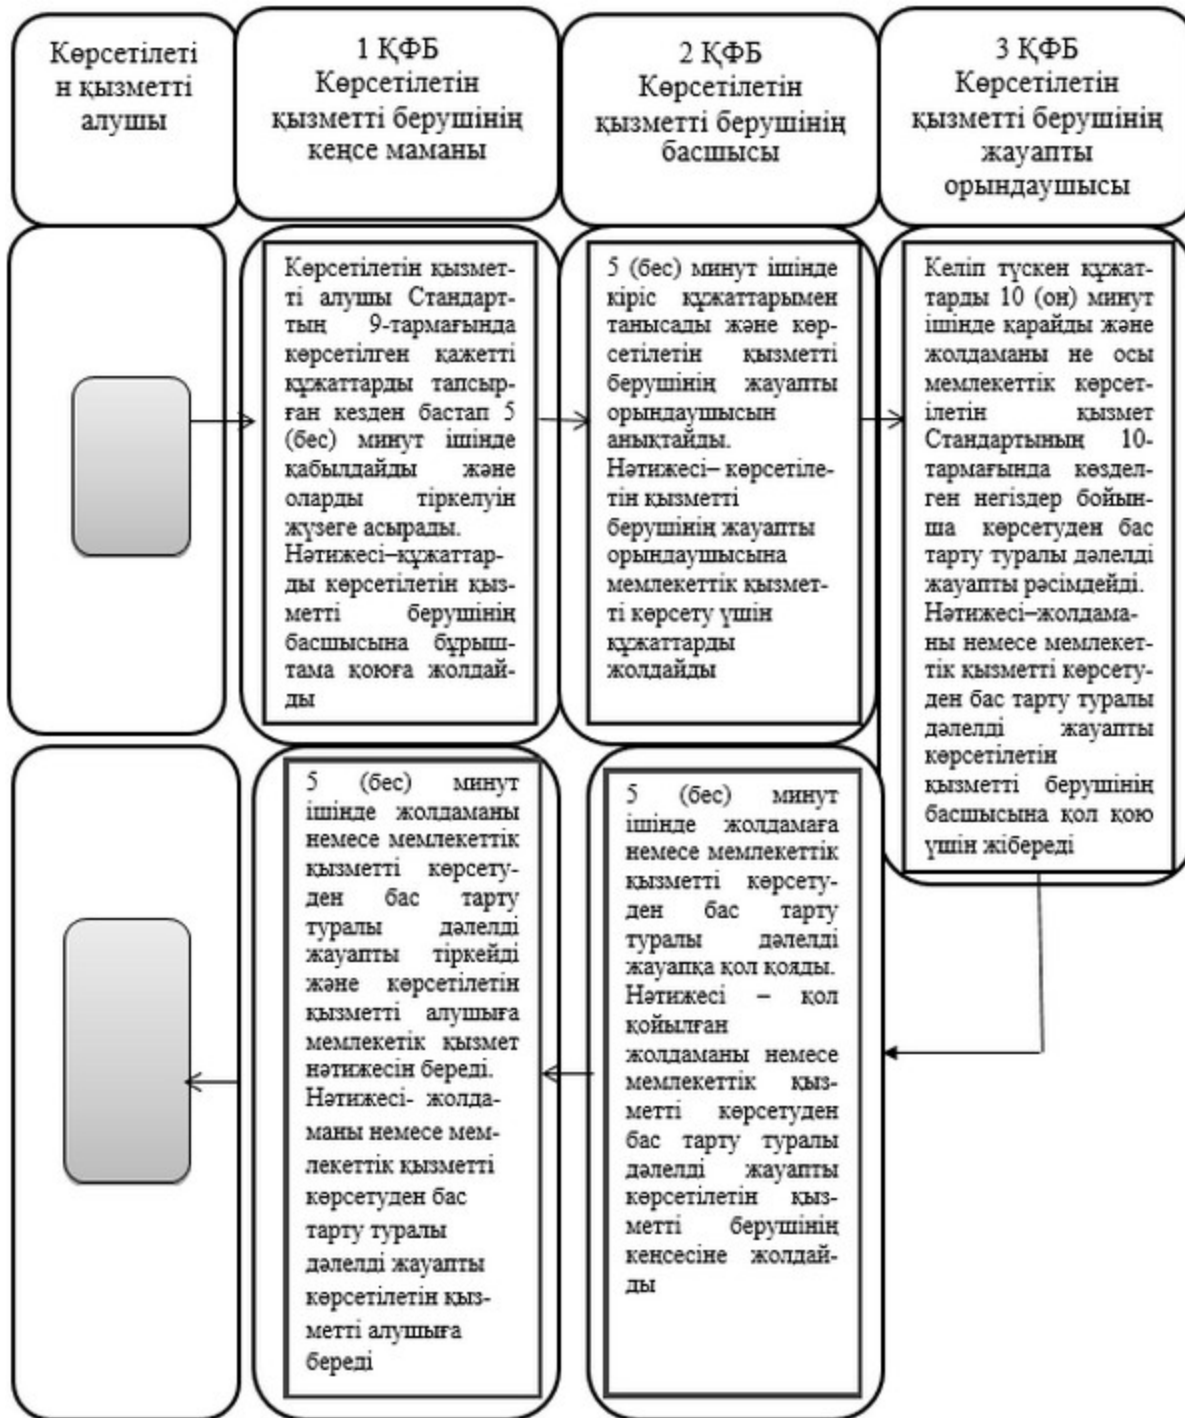 Көрсетілеті
н қызметті
алушы
1 ҚФБ
Көрсетілетін
қызметті берушінің
кеңсе маманы
2 ҚФБ
Көрсетілетін
қызметті берушінің
басшысы
3 ҚФБ
Көрсетілетін
қызметті берушінің
жауапты
орындаушысы
Көрсетілетін қызмет-
ті алушы Стандарт-
тың 9-тармағында
көрсетілген қажетті
құжаттарды тапсыр-
ған кезден бастап 5
(бес) минут ішінде
қабылдайды және
оларды тіркелуін
жүзеге асырады.
Нәтижесі–құжаттар-
ды көрсетілетін қыз-
метті берушінің
басшысына бұрыш-
тама қоюға жолдай-
ды
5 (бес) минут ішінде
кіріс құжаттарымен
танысады және көр-
сетілетін қызметті
берушінің жауапты
орындаушысын
анықтайды.
Нәтижесі– көрсетіле-
тін қызметті
берушінің жауапты
орындаушысына
мемлекеттік қызмет-
ті көрсету үшін
құжаттарды
жолдайды
Келіп түскен құжат-
тарды 10 (он) минут
ішінде қарайды және
жолдаманы не осы
мемлекеттік көрсет-
ілетін қызмет
Стандартының 10-
тармағында көздел-
ген негіздер бойын-
ша көрсетуден бас
тарту туралы дәлелді
жауапты рәсімдейді.
Нәтижесі–жолдама-
ны немесе мемлекет-
тік қызметті көрсету-
ден бас тарту туралы
дәлелді жауапты
көрсетілетін
қызметті берушінің
басшысына қол қою
үшін жібереді
5 (бес) минут
ішінде жолдаманы
немесе мемлекеттік
қызметті көрсету-
ден бас тарту
туралы дәлелді
жауапты тіркейді
және көрсетілетін
қызметті алушыға
мемлекетік қызмет
нәтижесін береді.
Нәтижесі- жолда-
маны немесе мем-
лекеттік қызметті
көрсетуден бас
тарту туралы
дәлелді жауапты
көрсетілетін қыз-
метті алушыға
береді
5 (бес) минут
ішінде жолдамаға
немесе мемлекеттік
қызметті көрсету-
ден бас тарту
туралы дәлелді
жауапқа қол қояды.
Нәтижесі – қол
қойылған
жолдаманы немесе
мемлекеттік қыз-
метті көрсетуден
бас тарту туралы
дәлелді жауапты
көрсетілетін қыз-
метті берушінің
кеңсесіне жолдай-
ды